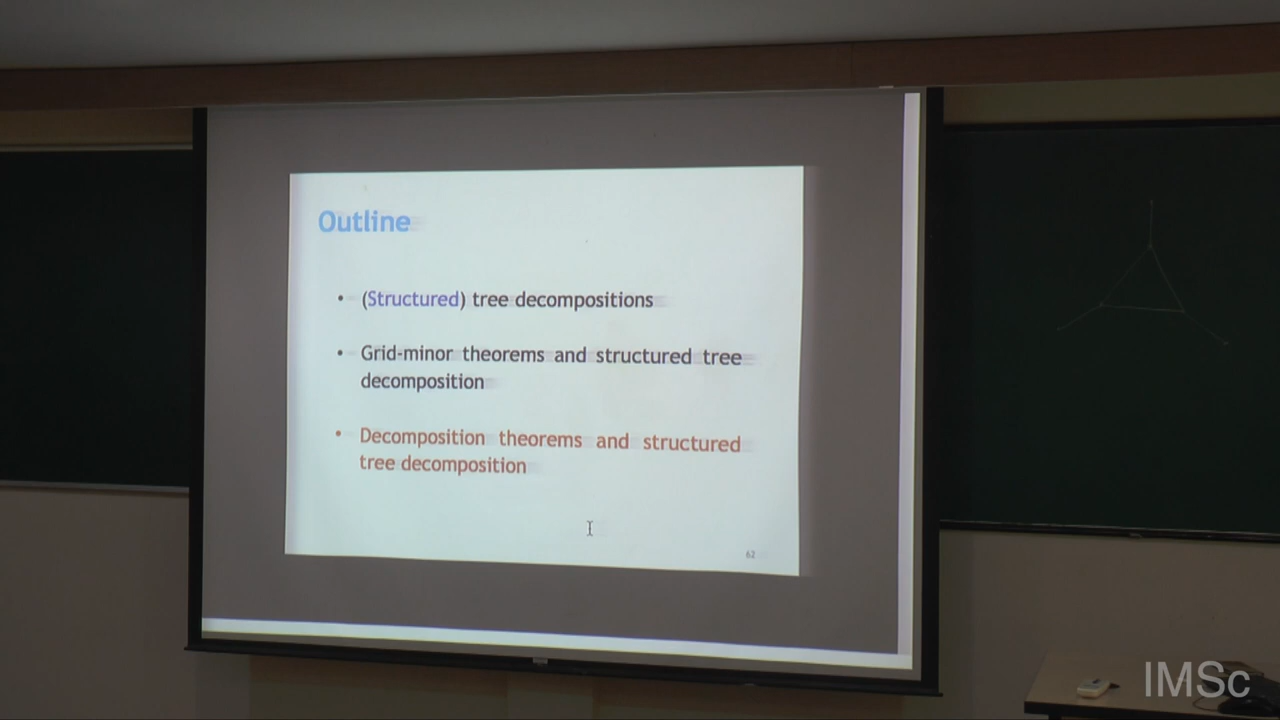 Outline
• (Structured) tree decompositions
• Grid-minor theorems and structured tree
decomposition
• Decomposition theorems and structured
tree decomposition
62
IMSc